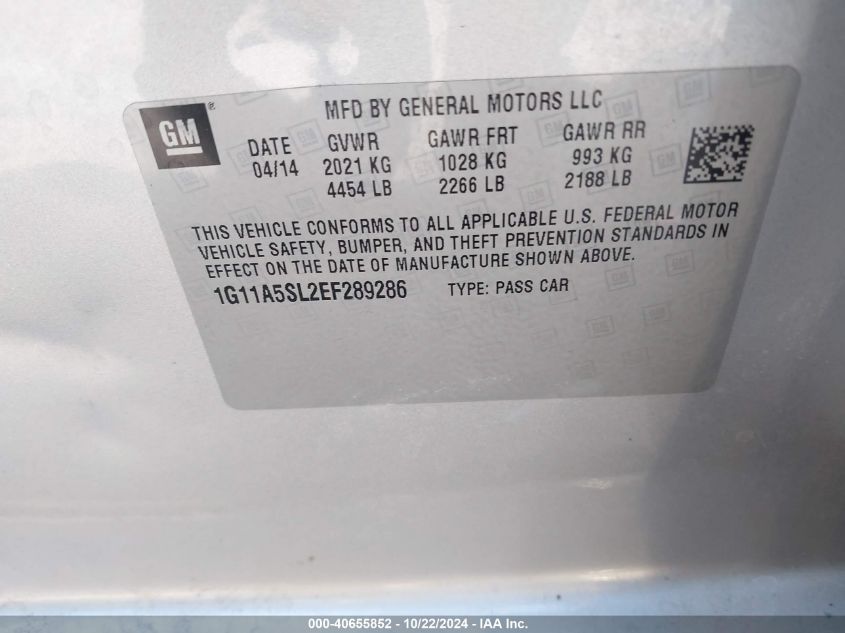 GM ®
MFD BY GENERAL MOTORS LLC
DATE GVWR GAWR FRT GAWR RR
04/14 2021 KG 1028 KG 993 KG
4454 LB 2266 LB 2188 LB
THIS VEHICLE CONFORMS TO ALL APPLICABLE U.S. FEDERAL MOTOR
VEHICLE SAFETY, BUMPER, AND THEFT PREVENTION STANDARDS IN
EFFECT ON THE DATE OF MANUFACTURE SHOWN ABOVE.
1G11A5SL2EF289286 TYPE: PASS CAR
000-40655852 - 10/22/2024 - IAA Inc.